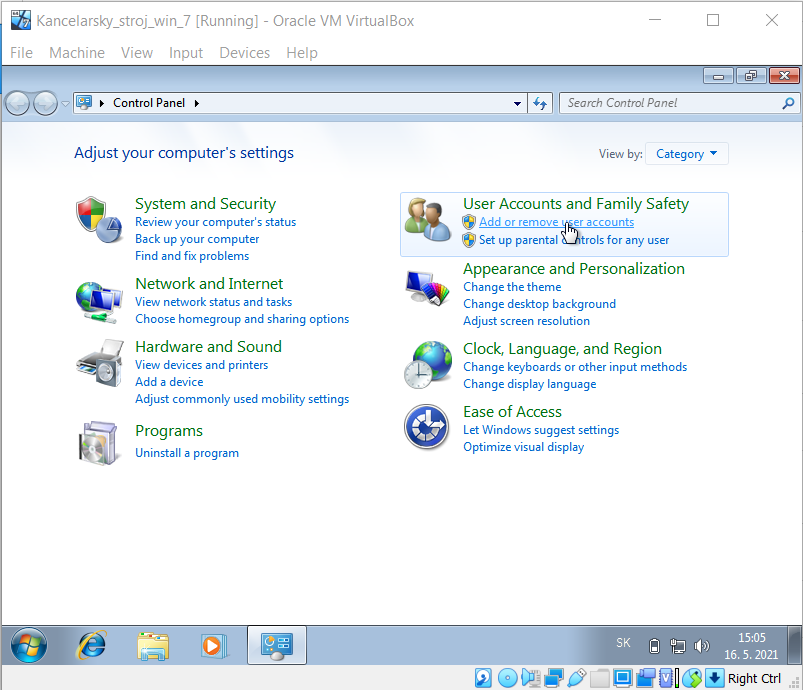 Kancelarsky_stroj_win_7 [Running] - Oracle VM VirtualBox
File Machine View Input Devices Help
Control Panel
Search Control Panel
Adjust your computer's settings
View by: Category
System and Security
Review your computer's status
Back up your computer
Find and fix problems
Network and Internet
View network status and tasks
Choose homegroup and sharing options
Hardware and Sound
View devices and printers
Add a device
Adjust commonly used mobility settings
Programs
Uninstall a program
User Accounts and Family Safety
Add or remove user accounts
Set up parental controls for any user
Appearance and Personalization
Change the theme
Change desktop background
Adjust screen resolution
Clock, Language, and Region
Change keyboards or other input methods
Change display language
Ease of Access
Let Windows suggest settings
Optimize visual display
SK
15:05
16. 5. 2021
Right Ctrl